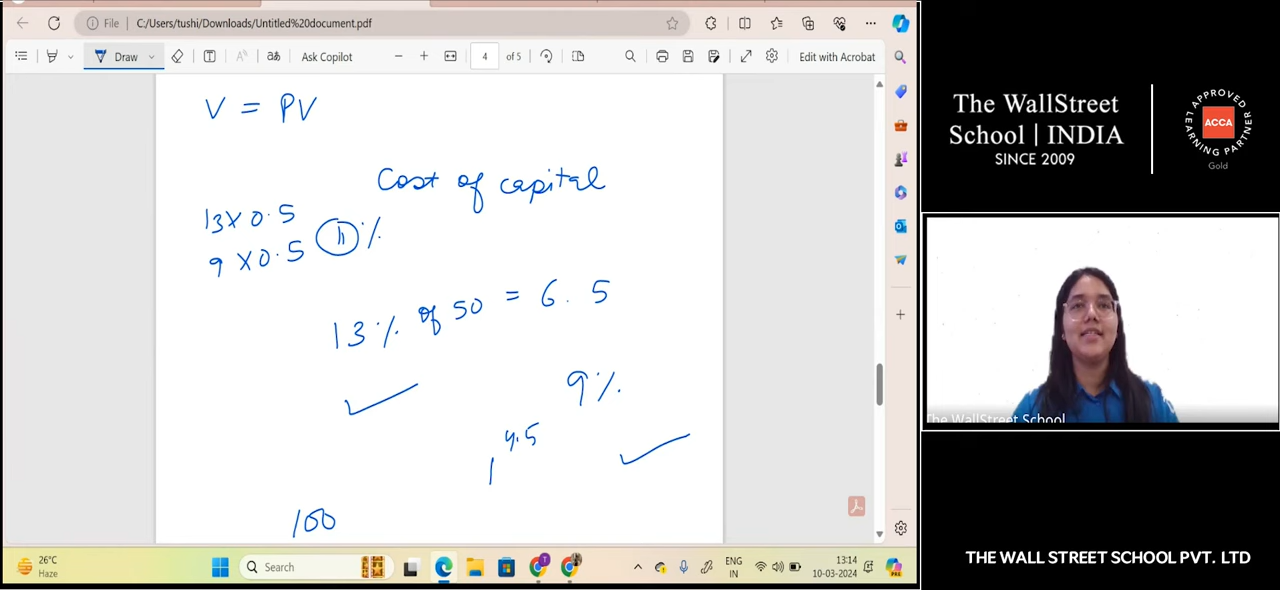 File
C:/Users/tushi/Downloads/Untitled%20document.pdf
Draw
Ask Copilot
4
of 5
Edit with Acrobat
V = PV
Cost of capital
13 X 0.5
9 X 0.5
11 %
13 % of 50 = 6.5
9 %
4.5
100
The WallStreet
School | INDIA
SINCE 2009
APPROVED
LEARNING PARTNER
ACCA
Gold
The WallStreet School
THE WALL STREET SCHOOL PVT. LTD
26°C
Haze
Search
ENG
IN
13:14
10-03-2024